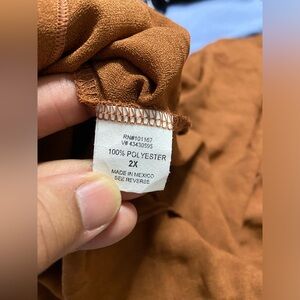 RN#101167
V# 43430595
100% POLYESTER
2X
MADE IN MEXICO
SEE REVERSE